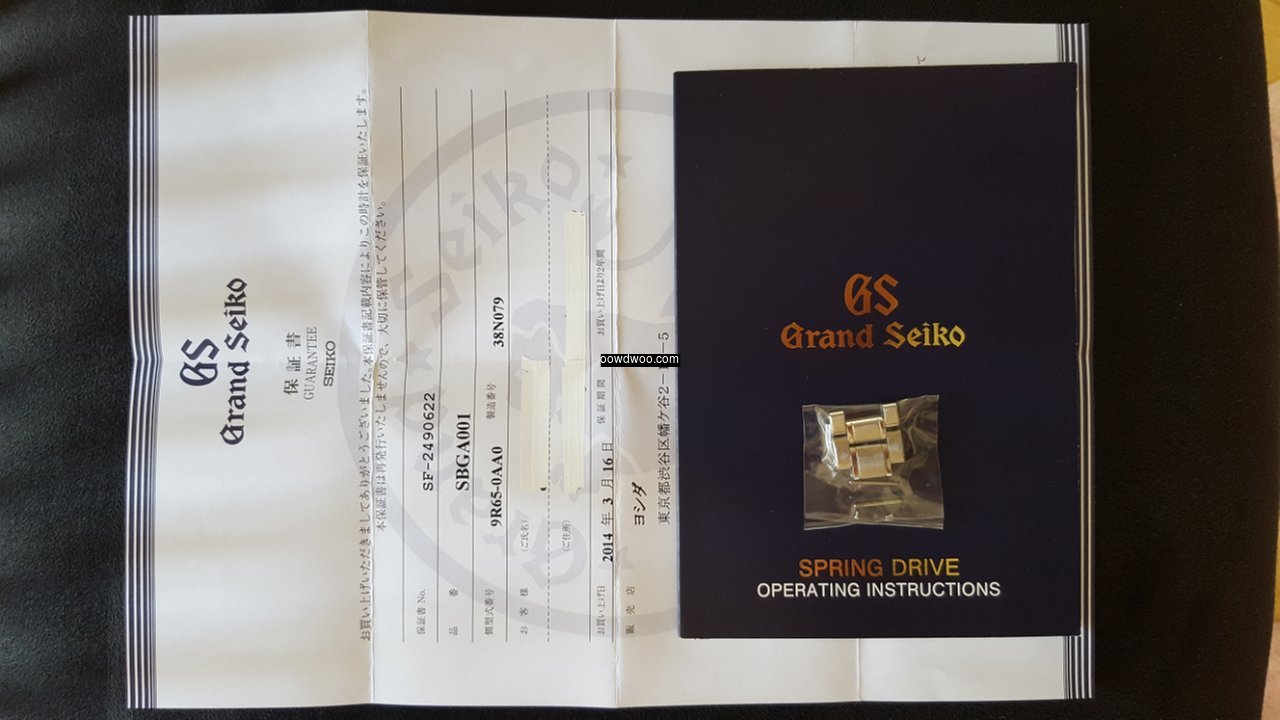 GS
Grand Seiko
保証書
GUARANTEE
SEIKO
お買い上げいただきましてありがとうございました。本保証書記載内容によりこの時計を保証いたします。
本保証書は再発行いたしませんので、大切に保管してください。
保証書 No. SF-2490622
品 番 SBGA001
側型式番号 9R65-0AA0 製造番号 38N079
お 客 様 (ご氏名)
(ご住所)
お買い上げ日 2014 年 3 月 16 日 保 証 期 間 お買い上げ日より2年間
販 売 店 ヨシダ
東京都渋谷区幡ケ谷2-
5
Seiko
GS
Grand Seiko
SPRING DRIVE
OPERATING INSTRUCTIONS
powdwoo.com